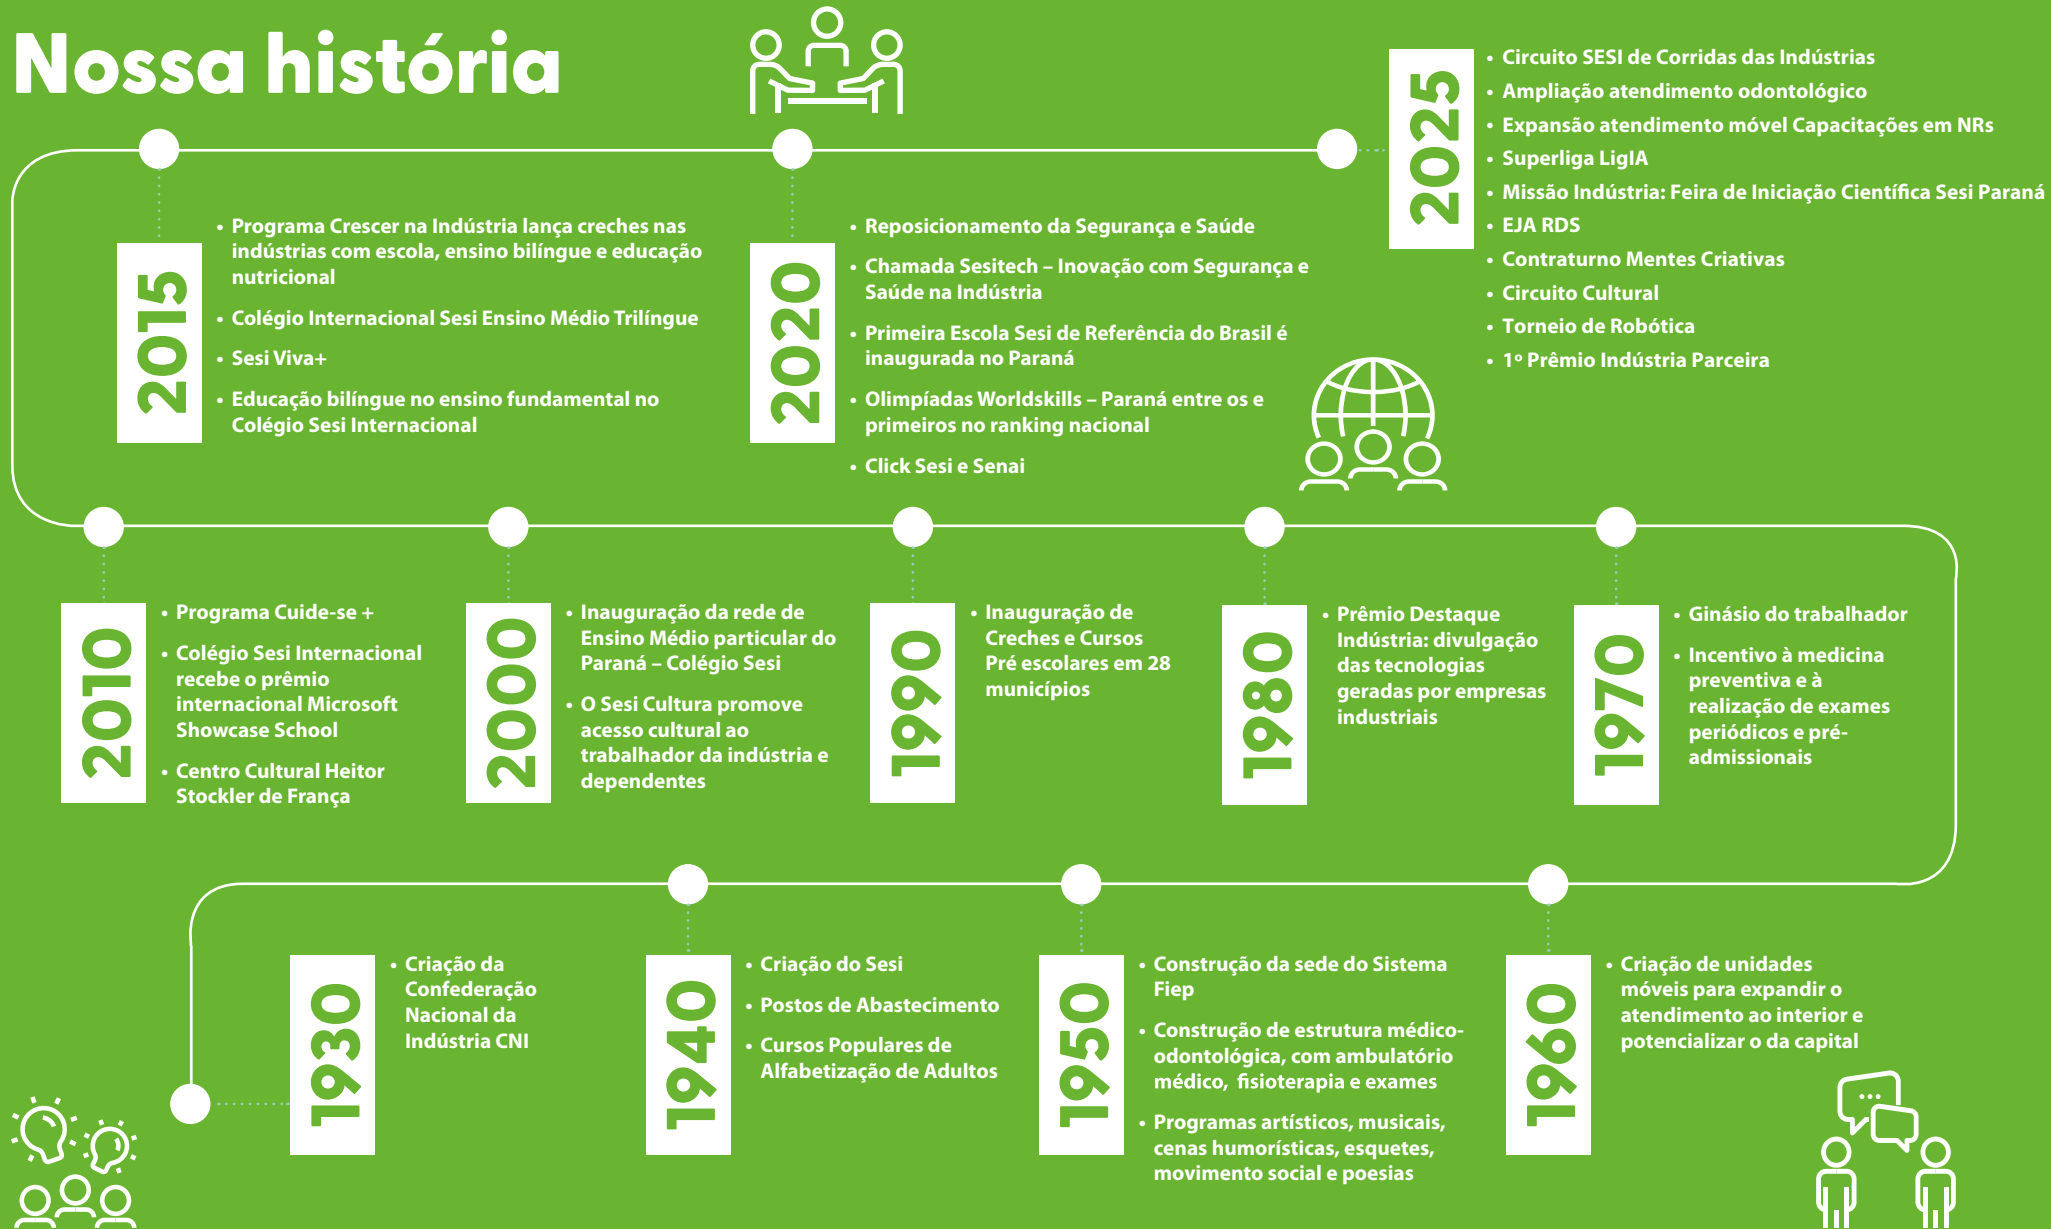 Nossa história
2025
• Circuito SESI de Corridas das Indústrias
• Ampliação atendimento odontológico
• Expansão atendimento móvel Capacitações em NRs
• Superliga LigIA
• Missão Indústria: Feira de Iniciação Científica Sesi Paraná
• EJA RDS
• Contraturno Mentes Criativas
• Circuito Cultural
• Torneio de Robótica
• 1º Prêmio Indústria Parceira
2015
• Programa Crescer na Indústria lança creches nas
indústrias com escola, ensino bilíngue e educação
nutricional
• Colégio Internacional Sesi Ensino Médio Trilíngue
• Sesi Viva+
• Educação bilíngue no ensino fundamental no
Colégio Sesi Internacional
2020
• Reposicionamento da Segurança e Saúde
• Chamada Sesitech – Inovação com Segurança e
Saúde na Indústria
• Primeira Escola Sesi de Referência do Brasil é
inaugurada no Paraná
• Olimpíadas Worldskills – Paraná entre os e
primeiros no ranking nacional
• Click Sesi e Senai
2010
• Programa Cuide-se +
• Colégio Sesi Internacional
recebe o prêmio
internacional Microsoft
Showcase School
• Centro Cultural Heitor
Stockler de França
2000
• Inauguração da rede de
Ensino Médio particular do
Paraná – Colégio Sesi
• O Sesi Cultura promove
acesso cultural ao
trabalhador da indústria e
dependentes
1990
• Inauguração de
Creches e Cursos
Pré escolares em 28
municípios
1980
• Prêmio Destaque
Indústria: divulgação
das tecnologias
geradas por empresas
industriais
1970
• Ginásio do trabalhador
• Incentivo à medicina
preventiva e à
realização de exames
periódicos e pré-
admissionais
1930
• Criação da
Confederação
Nacional da
Indústria CNI
1940
• Criação do Sesi
• Postos de Abastecimento
• Cursos Populares de
Alfabetização de Adultos
1950
• Construção da sede do Sistema
Fiep
• Construção de estrutura médico-
odontológica, com ambulatório
médico, fisioterapia e exames
• Programas artísticos, musicais,
cenas humorísticas, esquetes,
movimento social e poesias
1960
• Criação de unidades
móveis para expandir o
atendimento ao interior e
potencializar o da capital